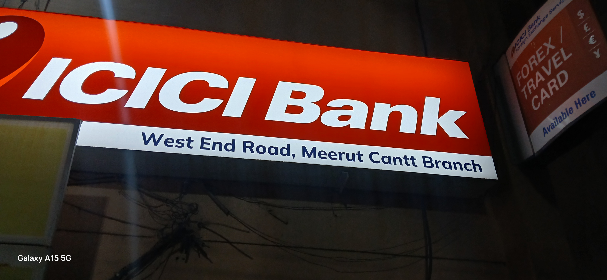 ICICI Bank
West End Road, Meerut Cantt Branch
FOREX /
TRAVEL
CARD
Available Here
$
€
£
Galaxy A15 5G